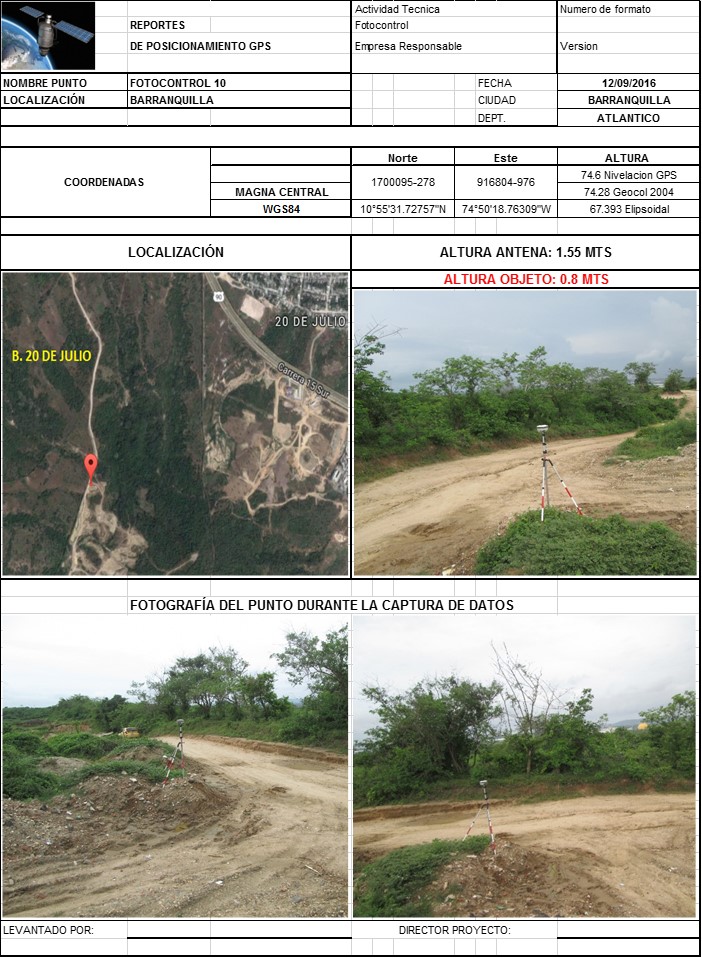 Actividad Tecnica Numero de formato
REPORTES Fotocontrol
DE POSICIONAMIENTO GPS Empresa Responsable Version
NOMBRE PUNTO FOTOCONTROL 10 FECHA 12/09/2016
LOCALIZACIÓN BARRANQUILLA CIUDAD BARRANQUILLA
DEPT. ATLANTICO
Norte Este ALTURA
COORDENADAS 1700095-278 916804-976 74.6 Nivelacion GPS
MAGNA CENTRAL 74.28 Geocol 2004
WGS84 10°55'31.72757"N 74°50'18.76309"W 67.393 Elipsoidal
LOCALIZACIÓN ALTURA ANTENA: 1.55 MTS
ALTURA OBJETO: 0.8 MTS
90
20 DE JULIO
B. 20 DE JULIO
Carrera 15 Sur
FOTOGRAFÍA DEL PUNTO DURANTE LA CAPTURA DE DATOS
LEVANTADO POR: DIRECTOR PROYECTO: